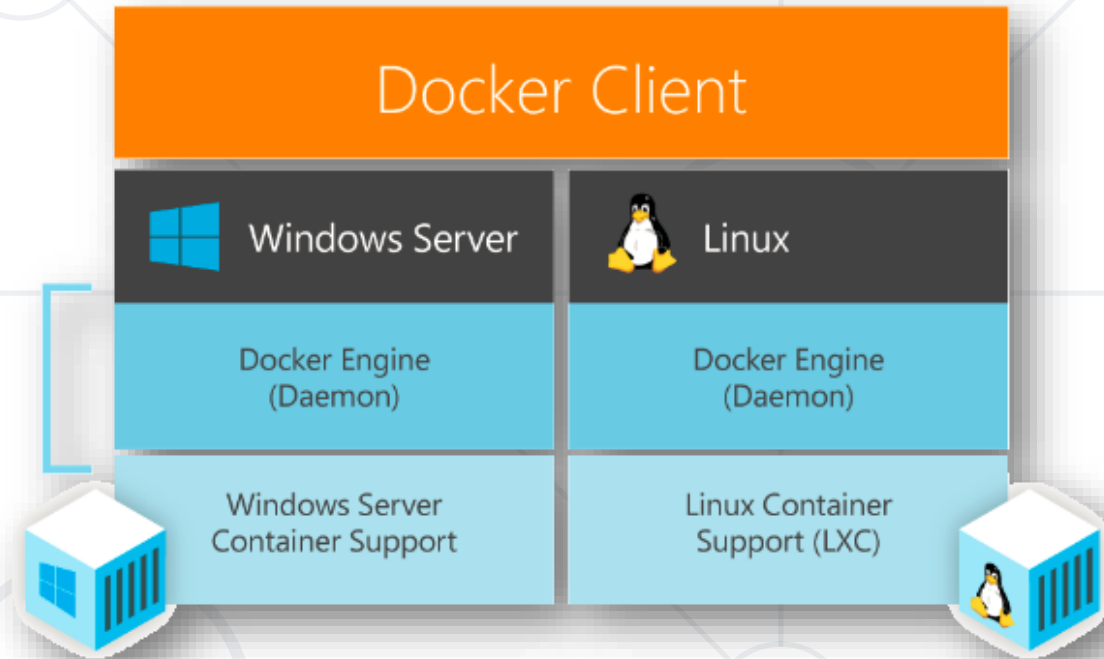 Docker Client
Windows Server
Linux
Docker Engine
(Daemon)
Docker Engine
(Daemon)
Windows Server
Container Support
Linux Container
Support (LXC)